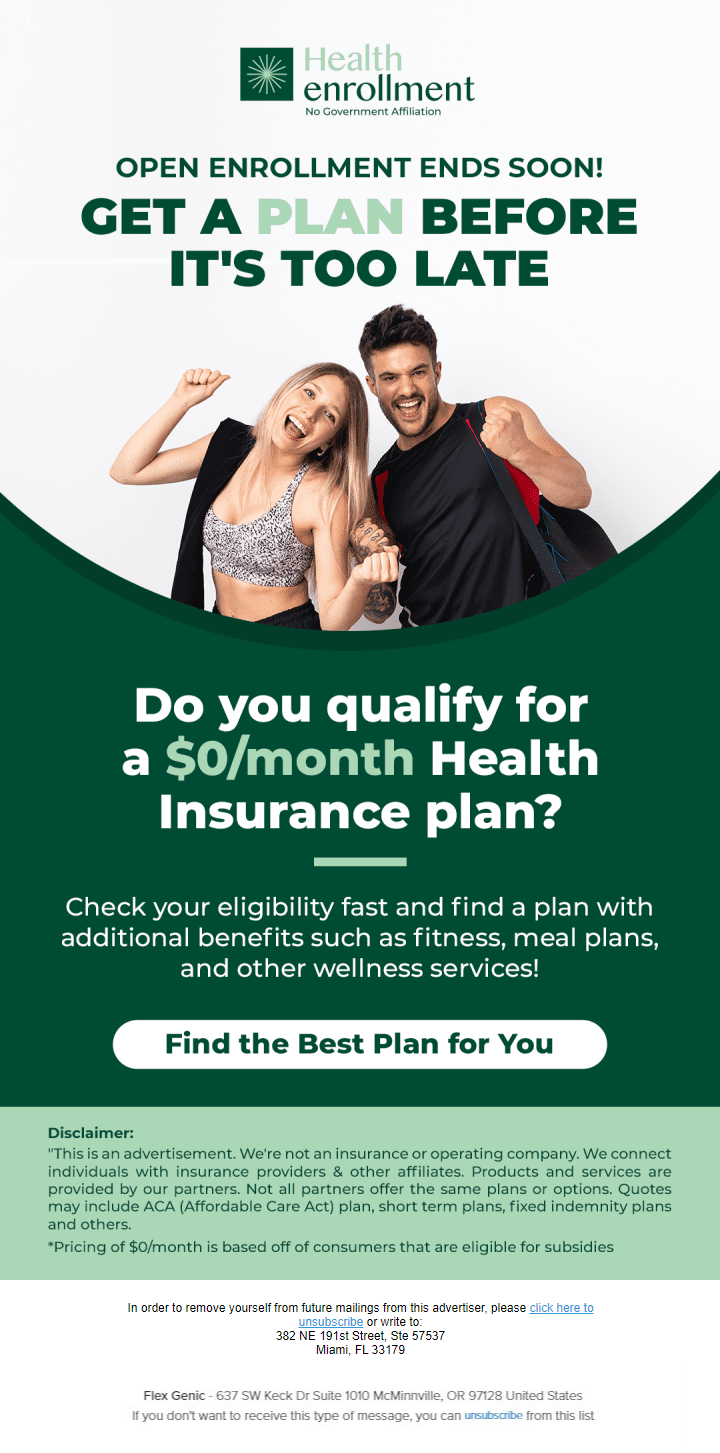 Health
enrollment
No Government Affiliation
OPEN ENROLLMENT ENDS SOON!
GET A PLAN BEFORE
IT'S TOO LATE
Do you qualify for
a $0/month Health
Insurance plan?
Check your eligibility fast and find a plan with
additional benefits such as fitness, meal plans,
and other wellness services!
Find the Best Plan for You
Disclaimer:
"This is an advertisement. We're not an insurance or operating company. We connect
individuals with insurance providers & other affiliates. Products and services are
provided by our partners. Not all partners offer the same plans or options. Quotes
may include ACA (Affordable Care Act) plan, short term plans, fixed indemnity plans
and others.
*Pricing of $0/month is based off of consumers that are eligible for subsidies
In order to remove yourself from future mailings from this advertiser, please click here to
unsubscribe or write to:
382 NE 191st Street, Ste 57537
Miami, FL 33179
Flex Genic - 637 SW Keck Dr Suite 1010 McMinnville, OR 97128 United States
If you don't want to receive this type of message, you can unsubscribe from this list